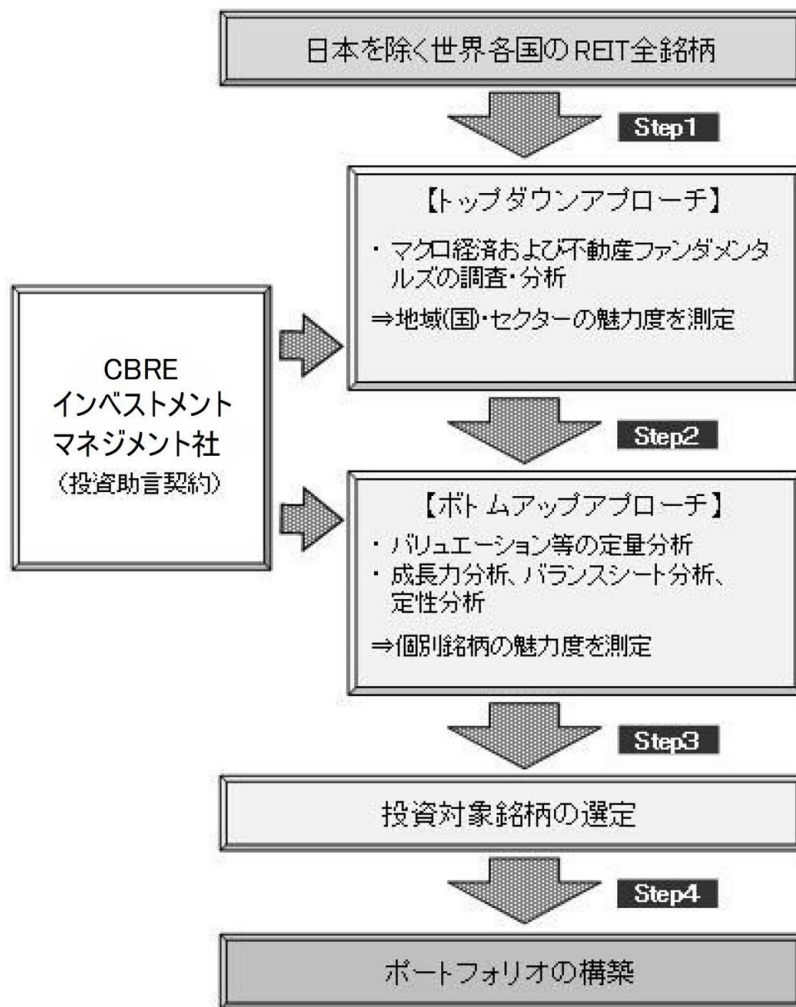 日本を除く世界各国のREIT全銘柄
Step1
【トップダウンアプローチ】
・ マクロ経済および不動産ファンダメンタ
ルズの調査・分析
⇒地域(国)・セクターの魅力度を測定
CBRE
インベストメント
マネジメント社
（投資助言契約）
Step2
【ボトムアップアプローチ】
・ バリュエーション等の定量分析
・ 成長力分析、バランスシート分析、
定性分析
⇒個別銘柄の魅力度を測定
Step3
投資対象銘柄の選定
Step4
ポートフォリオの構築